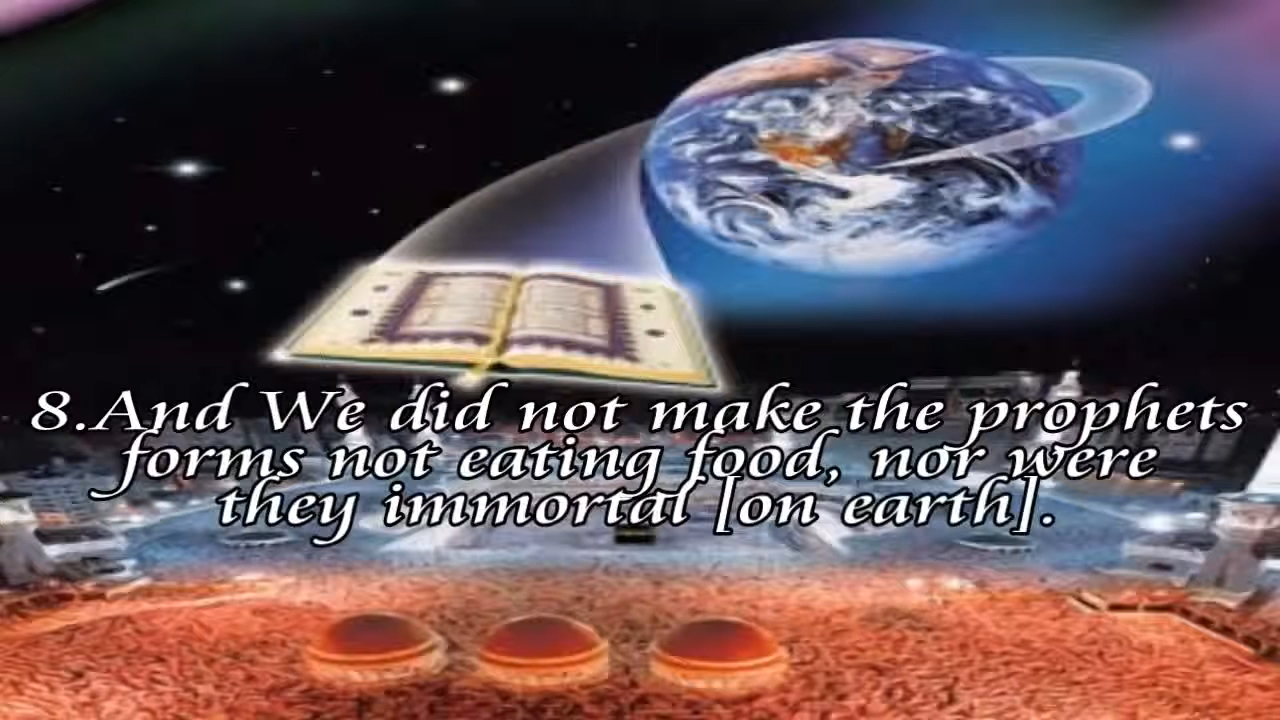 8.And We did not make the prophets
forms not eating food, nor were
they immortal [on earth].